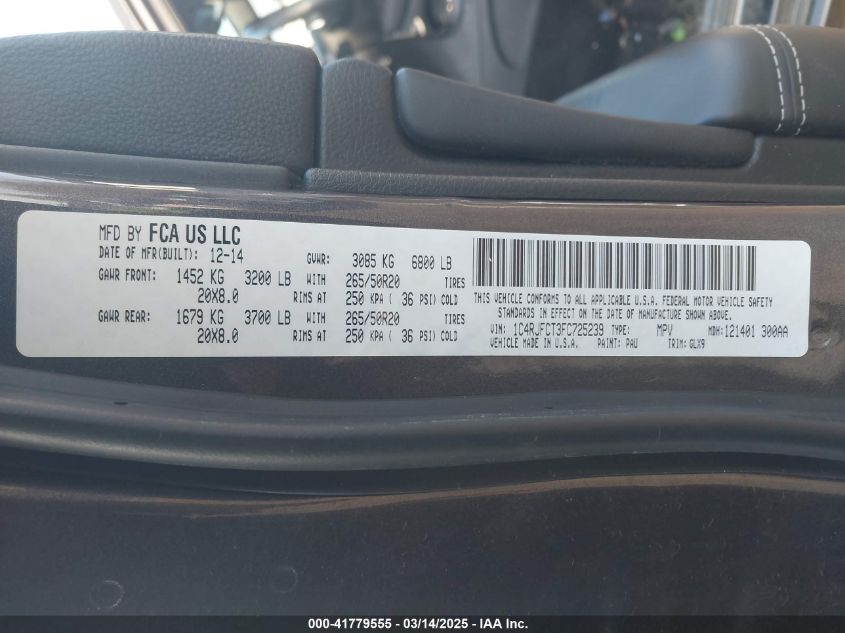 MFD BY FCA US LLC
DATE OF MFR(BUILT): 12-14 GVWR: 3085 KG 6800 LB
GAWR FRONT: 1452 KG 3200 LB WITH 265/50R20 TIRES
20X8.0 RIMS AT 250 KPA ( 36 PSI) COLD
GAWR REAR: 1679 KG 3700 LB WITH 265/50R20 TIRES
20X8.0 RIMS AT 250 KPA ( 36 PSI) COLD
THIS VEHICLE CONFORMS TO ALL APPLICABLE U.S.A. FEDERAL MOTOR VEHICLE SAFETY
STANDARDS IN EFFECT ON THE DATE OF MANUFACTURE SHOWN ABOVE
VIN: 1C4RJFCT3FC725239 TYPE: MPV MDH: 121401 300AA
VEHICLE MADE IN U.S.A. PAINT: PAU TRIM: GLX9
000-41779555 - 03/14/2025 - IAA Inc.